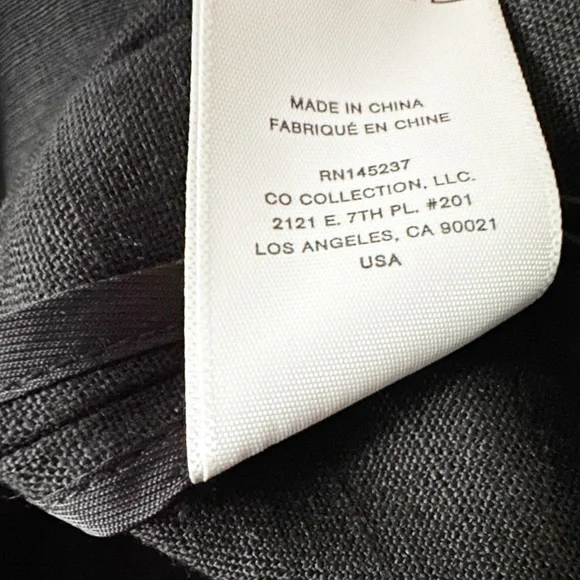 MADE IN CHINA
FABRIQUÉ EN CHINE
RN145237
CO COLLECTION, LLC.
2121 E. 7TH PL. #201
LOS ANGELES, CA 90021
USA